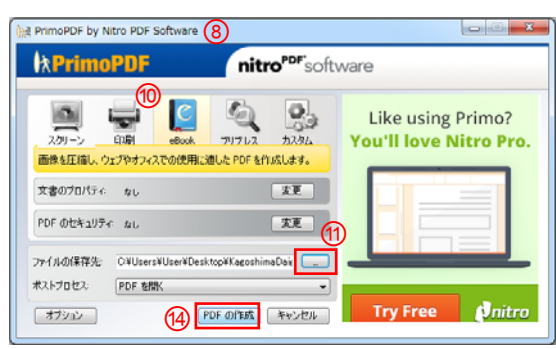 PrimoPDF by Nitro PDF Software ⑧
PrimoPDF
nitro PDF software
⑩
スクリーン 印刷 eBook プリプレス カスタム
画像を圧縮し、ウェブやオフィスでの使用に適した PDF を作成します。
文書のプロパティ: なし 変更
PDF のセキュリティ: なし 変更
⑪
ファイルの保存先: C:¥Users¥User¥Desktop¥KagoshimaDai ...
ポストプロセス: PDF を開く
オプション ⑭ PDF の作成 キャンセル
Like using Primo?
You'll love Nitro Pro.
Try Free nitro